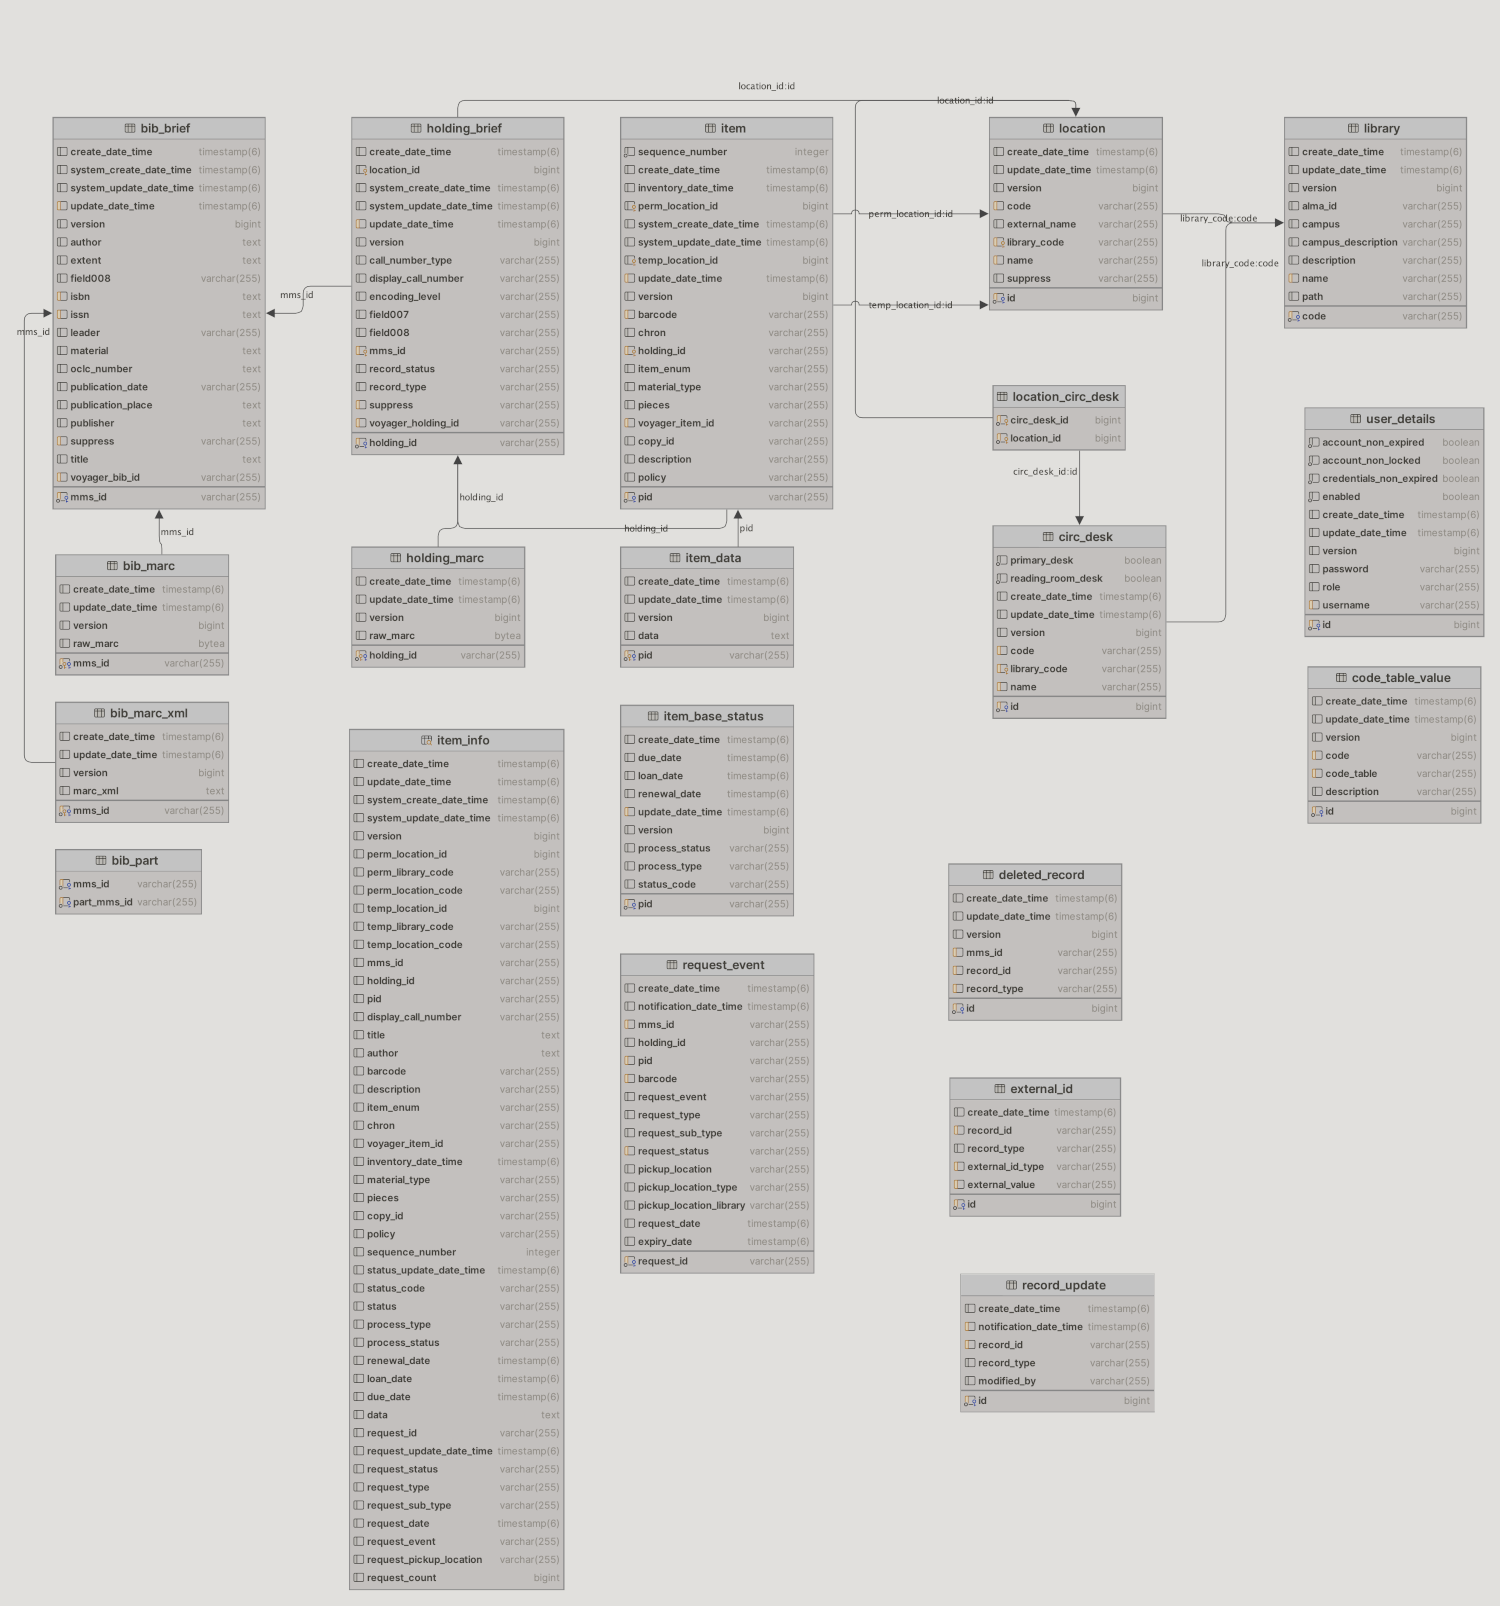 location_id:id
location_id:id
bib_brief
create_date_time timestamp(6)
system_create_date_time timestamp(6)
system_update_date_time timestamp(6)
update_date_time timestamp(6)
version bigint
author text
extent text
field008 varchar(255)
isbn text
issn text
leader varchar(255)
material text
oclc_number text
publication_date varchar(255)
publication_place text
publisher text
suppress varchar(255)
title text
voyager_bib_id varchar(255)
mms_id varchar(255)
mms_id
mms_id
mms_id
holding_brief
create_date_time timestamp(6)
location_id bigint
system_create_date_time timestamp(6)
system_update_date_time timestamp(6)
update_date_time timestamp(6)
version bigint
call_number_type varchar(255)
display_call_number varchar(255)
encoding_level varchar(255)
field007 varchar(255)
field008 varchar(255)
mms_id varchar(255)
record_status varchar(255)
record_type varchar(255)
suppress varchar(255)
voyager_holding_id varchar(255)
holding_id varchar(255)
holding_id
holding_id
item
sequence_number integer
create_date_time timestamp(6)
inventory_date_time timestamp(6)
perm_location_id bigint
system_create_date_time timestamp(6)
system_update_date_time timestamp(6)
temp_location_id bigint
update_date_time timestamp(6)
version bigint
barcode varchar(255)
chron varchar(255)
holding_id varchar(255)
item_enum varchar(255)
material_type varchar(255)
pieces varchar(255)
voyager_item_id varchar(255)
copy_id varchar(255)
description varchar(255)
policy varchar(255)
pid varchar(255)
pid
perm_location_id:id
temp_location_id:id
location
create_date_time timestamp(6)
update_date_time timestamp(6)
version bigint
code varchar(255)
external_name varchar(255)
library_code varchar(255)
name varchar(255)
suppress varchar(255)
id bigint
library_code:code
library_code:code
library
create_date_time timestamp(6)
update_date_time timestamp(6)
version bigint
alma_id varchar(255)
campus varchar(255)
campus_description varchar(255)
description varchar(255)
name varchar(255)
path varchar(255)
code varchar(255)
location_circ_desk
circ_desk_id bigint
location_id bigint
circ_desk_id:id
circ_desk
primary_desk boolean
reading_room_desk boolean
create_date_time timestamp(6)
update_date_time timestamp(6)
version bigint
code varchar(255)
library_code varchar(255)
name varchar(255)
id bigint
user_details
account_non_expired boolean
account_non_locked boolean
credentials_non_expired boolean
enabled boolean
create_date_time timestamp(6)
update_date_time timestamp(6)
version bigint
password varchar(255)
role varchar(255)
username varchar(255)
id bigint
bib_marc
create_date_time timestamp(6)
update_date_time timestamp(6)
version bigint
raw_marc bytea
mms_id varchar(255)
holding_marc
create_date_time timestamp(6)
update_date_time timestamp(6)
version bigint
raw_marc bytea
holding_id varchar(255)
item_data
create_date_time timestamp(6)
update_date_time timestamp(6)
version bigint
data text
pid varchar(255)
code_table_value
create_date_time timestamp(6)
update_date_time timestamp(6)
version bigint
code varchar(255)
code_table varchar(255)
description varchar(255)
id bigint
bib_marc_xml
create_date_time timestamp(6)
update_date_time timestamp(6)
version bigint
marc_xml text
mms_id varchar(255)
bib_part
mms_id varchar(255)
part_mms_id varchar(255)
item_info
create_date_time timestamp(6)
update_date_time timestamp(6)
system_create_date_time timestamp(6)
system_update_date_time timestamp(6)
version bigint
perm_location_id bigint
perm_library_code varchar(255)
perm_location_code varchar(255)
temp_location_id bigint
temp_library_code varchar(255)
temp_location_code varchar(255)
mms_id varchar(255)
holding_id varchar(255)
pid varchar(255)
display_call_number varchar(255)
title text
author text
barcode varchar(255)
description varchar(255)
item_enum varchar(255)
chron varchar(255)
voyager_item_id varchar(255)
inventory_date_time timestamp(6)
material_type varchar(255)
pieces varchar(255)
copy_id varchar(255)
policy varchar(255)
sequence_number integer
status_update_date_time timestamp(6)
status_code varchar(255)
status varchar(255)
process_type varchar(255)
process_status varchar(255)
renewal_date timestamp(6)
loan_date timestamp(6)
due_date timestamp(6)
data text
request_id varchar(255)
request_update_date_time timestamp(6)
request_status varchar(255)
request_type varchar(255)
request_sub_type varchar(255)
request_date timestamp(6)
request_event varchar(255)
request_pickup_location varchar(255)
request_count bigint
item_base_status
create_date_time timestamp(6)
due_date timestamp(6)
loan_date timestamp(6)
renewal_date timestamp(6)
update_date_time timestamp(6)
version bigint
process_status varchar(255)
process_type varchar(255)
status_code varchar(255)
pid varchar(255)
request_event
create_date_time timestamp(6)
notification_date_time timestamp(6)
mms_id varchar(255)
holding_id varchar(255)
pid varchar(255)
barcode varchar(255)
request_event varchar(255)
request_type varchar(255)
request_sub_type varchar(255)
request_status varchar(255)
pickup_location varchar(255)
pickup_location_type varchar(255)
pickup_location_library varchar(255)
request_date timestamp(6)
expiry_date timestamp(6)
request_id varchar(255)
deleted_record
create_date_time timestamp(6)
update_date_time timestamp(6)
version bigint
mms_id varchar(255)
record_id varchar(255)
record_type varchar(255)
id bigint
external_id
create_date_time timestamp(6)
record_id varchar(255)
record_type varchar(255)
external_id_type varchar(255)
external_value varchar(255)
id bigint
record_update
create_date_time timestamp(6)
notification_date_time timestamp(6)
record_id varchar(255)
record_type varchar(255)
modified_by varchar(255)
id bigint